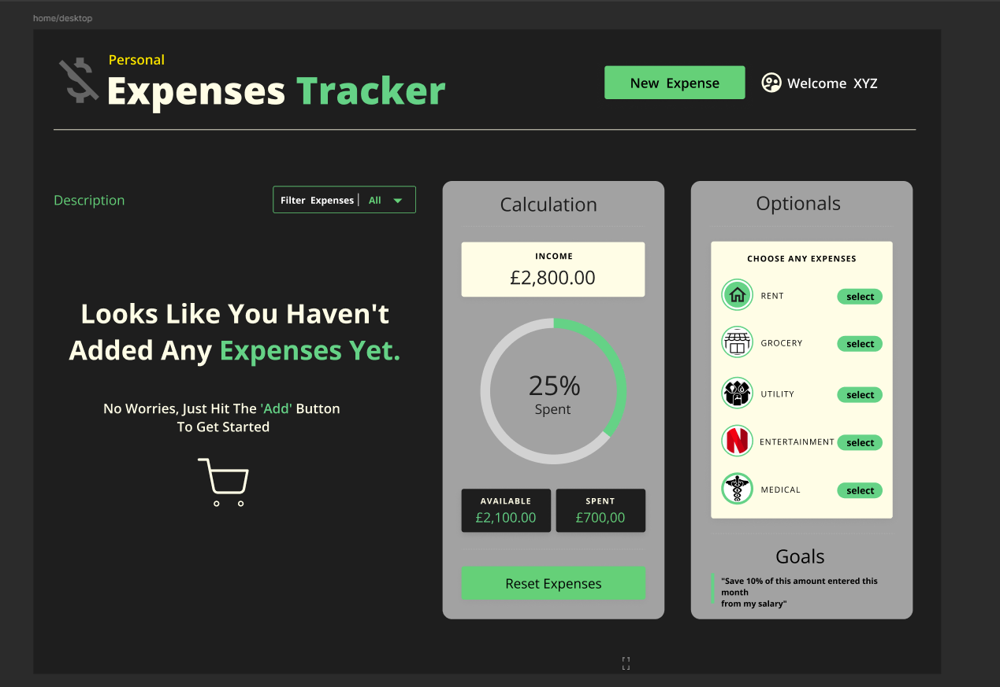 home/desktop
Personal
Expenses Tracker
New Expense
Welcome XYZ
Description
Filter Expenses | All
Looks Like You Haven't
Added Any Expenses Yet.
No Worries, Just Hit The 'Add' Button
To Get Started
Calculation
INCOME
£2,800.00
25%
Spent
AVAILABLE
£2,100.00
SPENT
£700,00
Reset Expenses
Optionals
CHOOSE ANY EXPENSES
RENT select
GROCERY select
UTILITY select
ENTERTAINMENT select
MEDICAL select
Goals
"Save 10% of this amount entered this
month
from my salary"